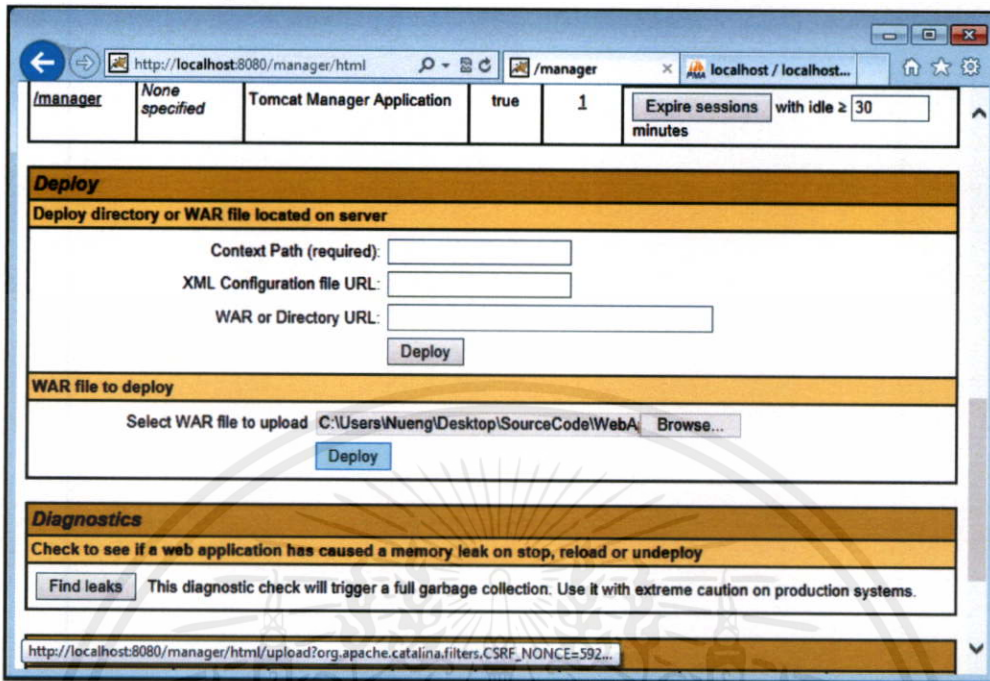 http://localhost:8080/manager/html
/manager
localhost / localhost...
/manager None specified Tomcat Manager Application true 1 Expire sessions with idle ≥ 30 minutes
Deploy
Deploy directory or WAR file located on server
Context Path (required):
XML Configuration file URL:
WAR or Directory URL:
Deploy
WAR file to deploy
Select WAR file to upload C:\Users\Nueng\Desktop\SourceCode\WebA Browse...
Deploy
Diagnostics
Check to see if a web application has caused a memory leak on stop, reload or undeploy
Find leaks This diagnostic check will trigger a full garbage collection. Use it with extreme caution on production systems.
http://localhost:8080/manager/html/upload?org.apache.catalina.filters.CSRF_NONCE=592...